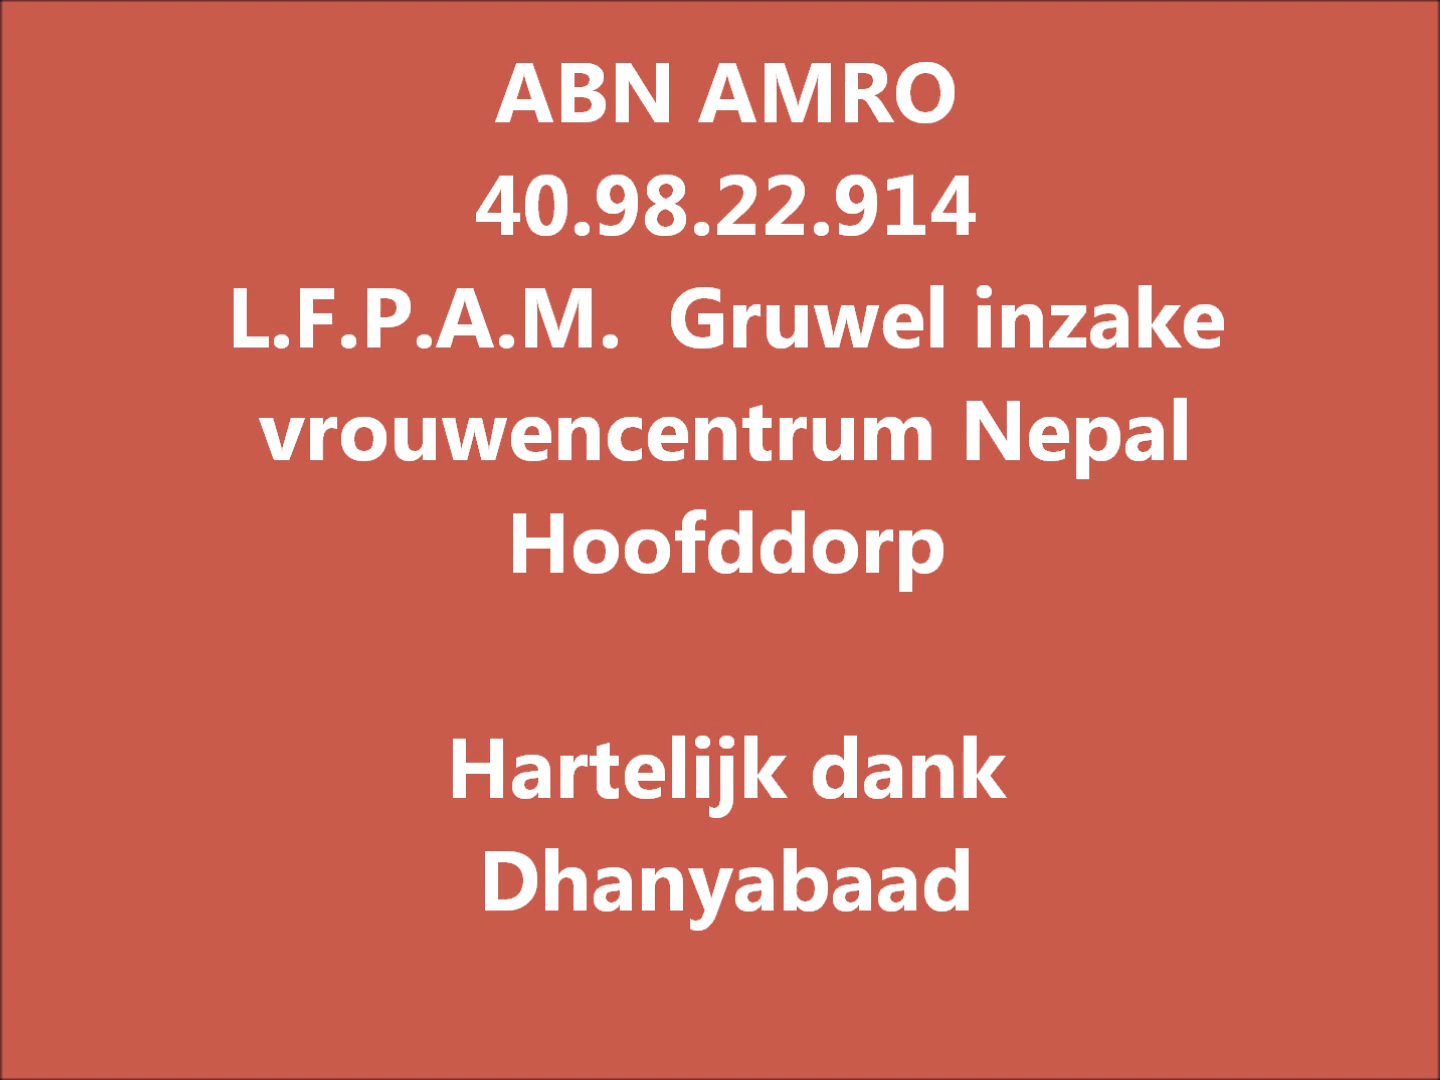 ABN AMRO
40.98.22.914
L.F.P.A.M.  Gruwel inzake
vrouwencentrum Nepal
Hoofddorp
Hartelijk dank
Dhanyabaad